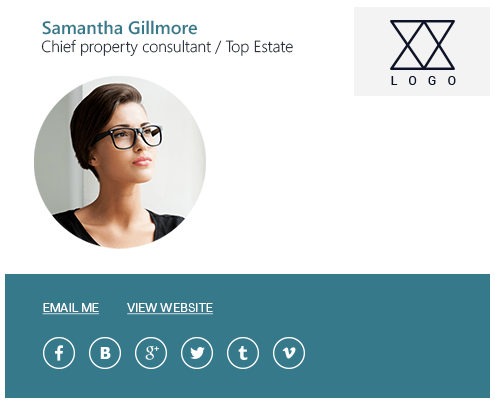 Samantha Gillmore
Chief property consultant / Top Estate
LOGO
EMAIL ME
VIEW WEBSITE